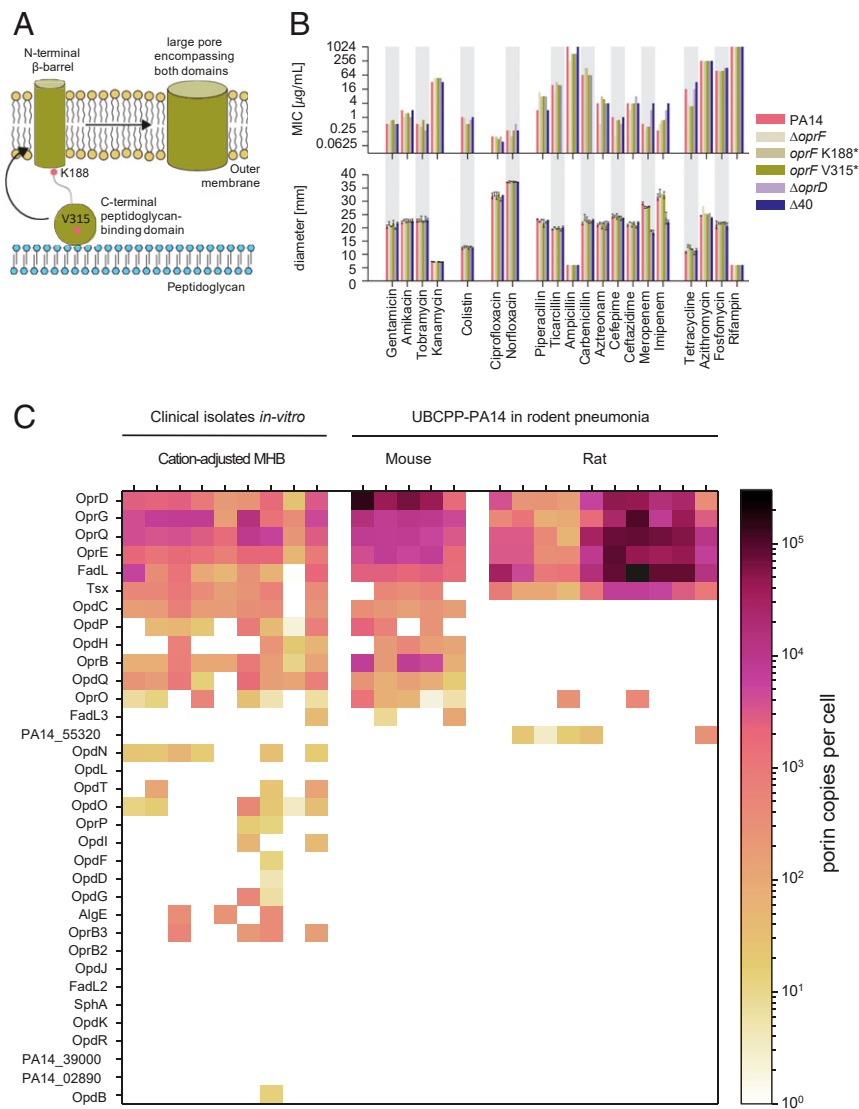 A
N-terminal
β-barrel
large pore
encompassing
both domains
K188
Outer
membrane
C-terminal
peptidoglycan-
binding domain
V315
Peptidoglycan
B
MIC [µg/mL]
1024
256
64
16
4
1
0.25
0.0625
diameter [mm]
40
35
30
25
20
15
10
5
0
Gentamicin
Amikacin
Tobramycin
Kanamycin
Colistin
Ciprofloxacin
Norfloxacin
Piperacillin
Ticarcillin
Ampicillin
Carbenicillin
Aztreonam
Cefepime
Ceftazidime
Meropenem
Imipenem
Tetracycline
Azithromycin
Fosfomycin
Rifampin
PA14
ΔoprF
oprF K188*
oprF V315*
ΔoprD
Δ40
C
Clinical isolates in-vitro
UBCPP-PA14 in rodent pneumonia
Cation-adjusted MHB
Mouse
Rat
OprD
OprG
OprQ
OprE
FadL
Tsx
OpdC
OpdP
OpdH
OprB
OpdQ
OprO
FadL3
PA14_55320
OpdN
OpdL
OpdT
OpdO
OprP
OpdI
OpdF
OpdD
OpdG
AlgE
OprB3
OprB2
OpdJ
FadL2
SphA
OpdK
OpdR
PA14_39000
PA14_02890
OpdB
10⁵
10⁴
10³
10²
10¹
10⁰
porin copies per cell